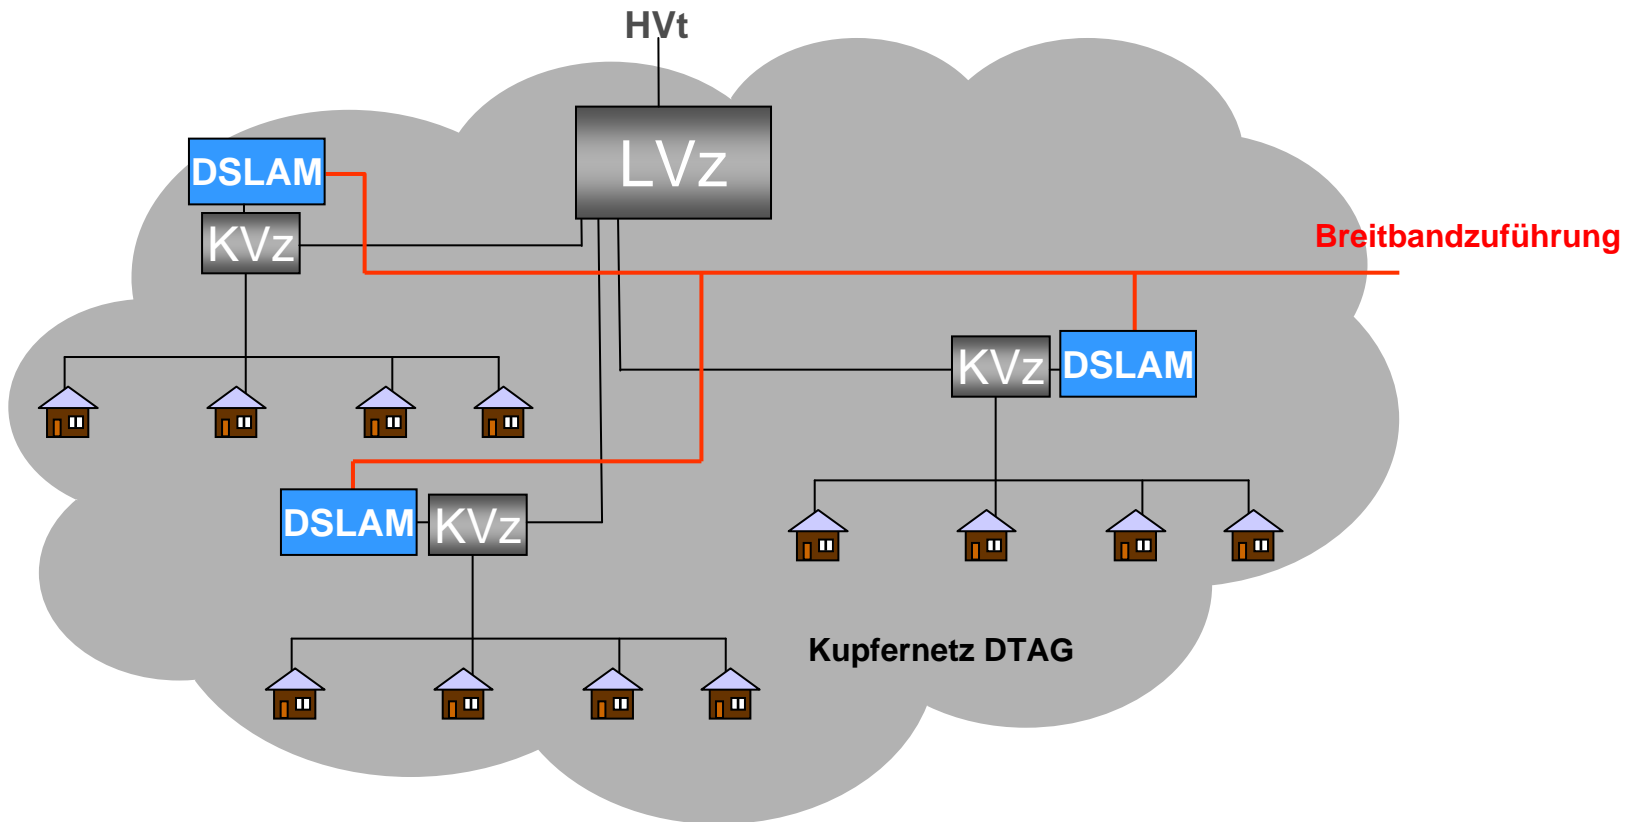 HVt
LVz
DSLAM
KVz
Breitbandzuführung
KVz
DSLAM
DSLAM
KVz
Kupfernetz DTAG